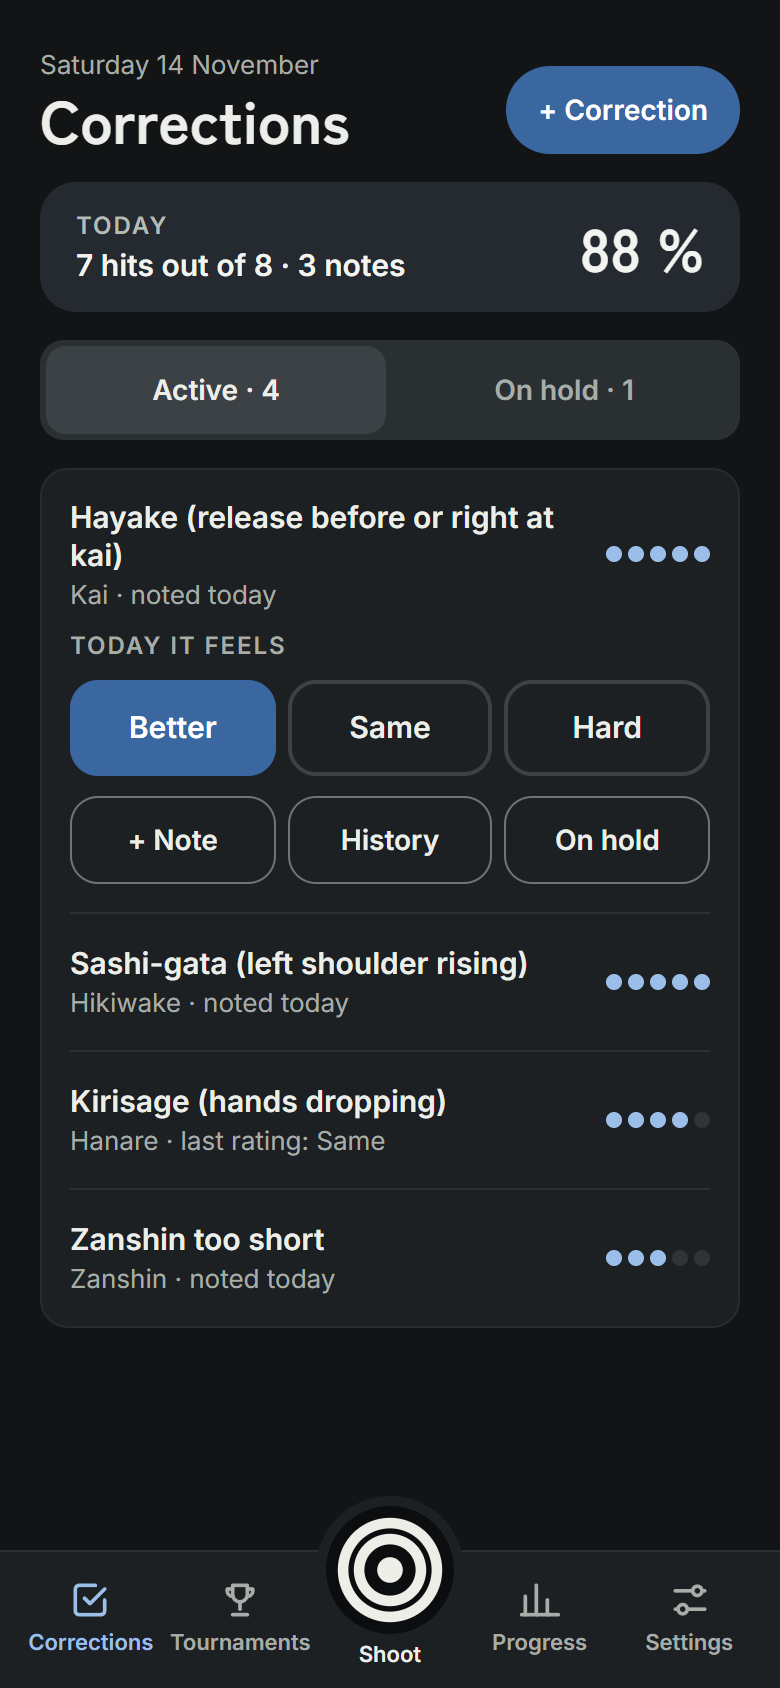 Saturday 14 November
Corrections
+ Correction
TODAY
7 hits out of 8 · 3 notes
88 %
Active · 4
On hold · 1
Hayake (release before or right at
kai)
Kai · noted today
TODAY IT FEELS
Better
Same
Hard
+ Note
History
On hold
Sashi-gata (left shoulder rising)
Hikiwake · noted today
Kirisage (hands dropping)
Hanare · last rating: Same
Zanshin too short
Zanshin · noted today
Corrections
Tournaments
Shoot
Progress
Settings